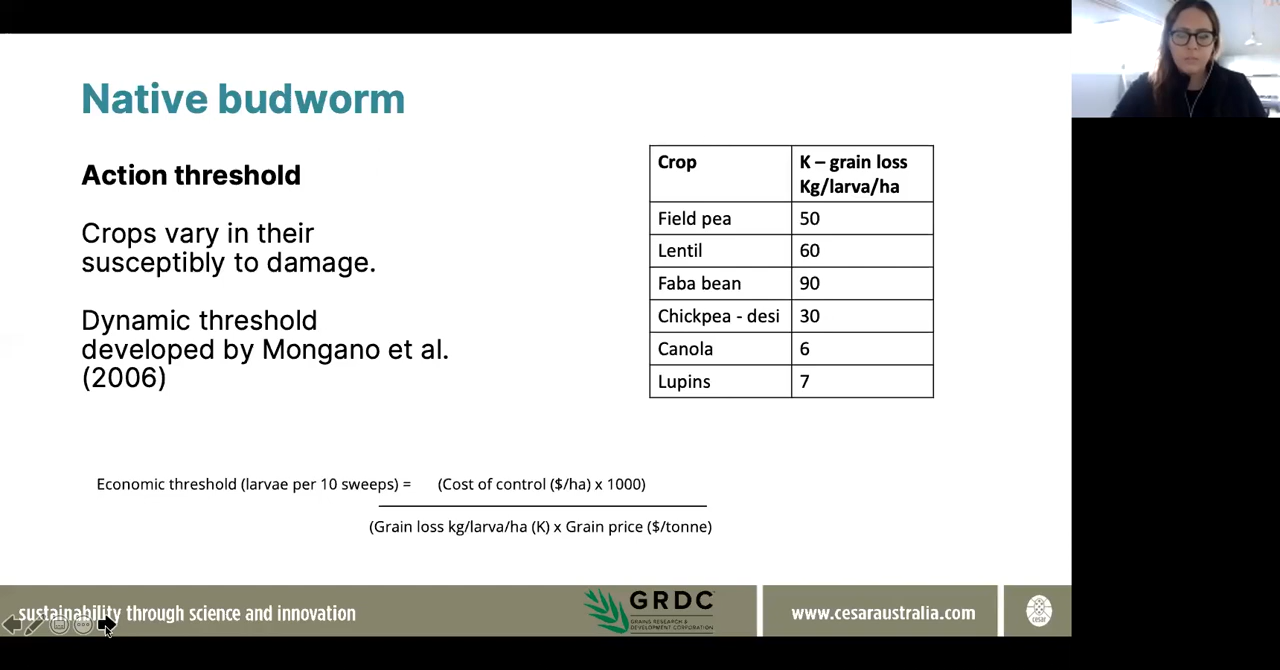 Native budworm
Action threshold
Crops vary in their
susceptibly to damage.
Dynamic threshold
developed by Mongano et al.
(2006)
Crop K – grain loss
Kg/larva/ha
Field pea 50
Lentil 60
Faba bean 90
Chickpea - desi 30
Canola 6
Lupins 7
Economic threshold (larvae per 10 sweeps) = (Cost of control ($/ha) x 1000)
(Grain loss kg/larva/ha (K) x Grain price ($/tonne)
sustainability through science and innovation
GRDC
GRAINS RESEARCH &
DEVELOPMENT CORPORATION
www.cesaraustralia.com
cesar